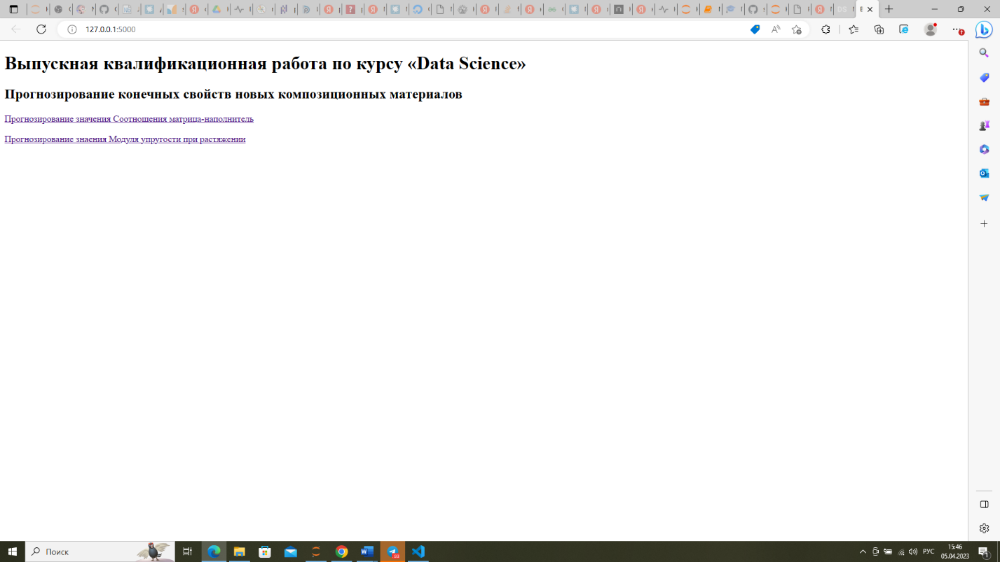 127.0.0.1:5000
Выпускная квалификационная работа по курсу «Data Science»
Прогнозирование конечных свойств новых композиционных материалов
Прогнозирование значения Соотношения матрица-наполнитель
Прогнозирование знаения Модуля упругости при растяжении
Поиск
РУС
15:46
05.04.2023